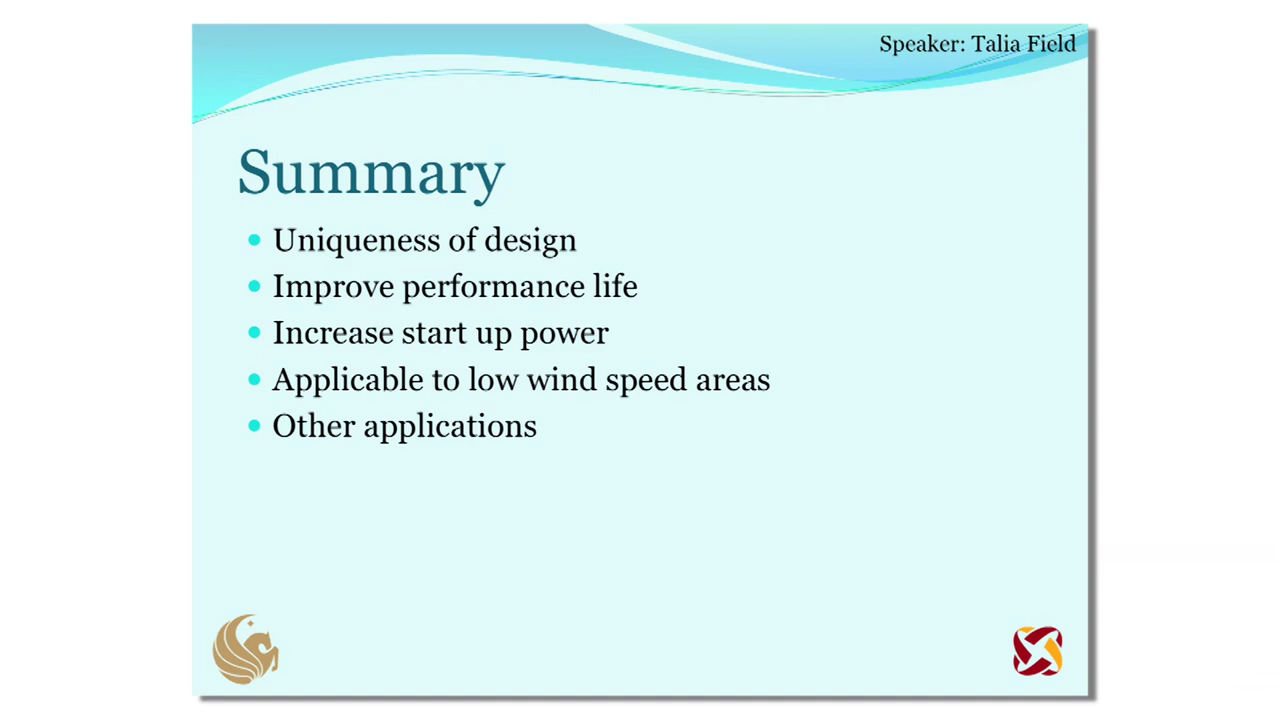 Speaker: Talia Field
Summary
Uniqueness of design
Improve performance life
Increase start up power
Applicable to low wind speed areas
Other applications